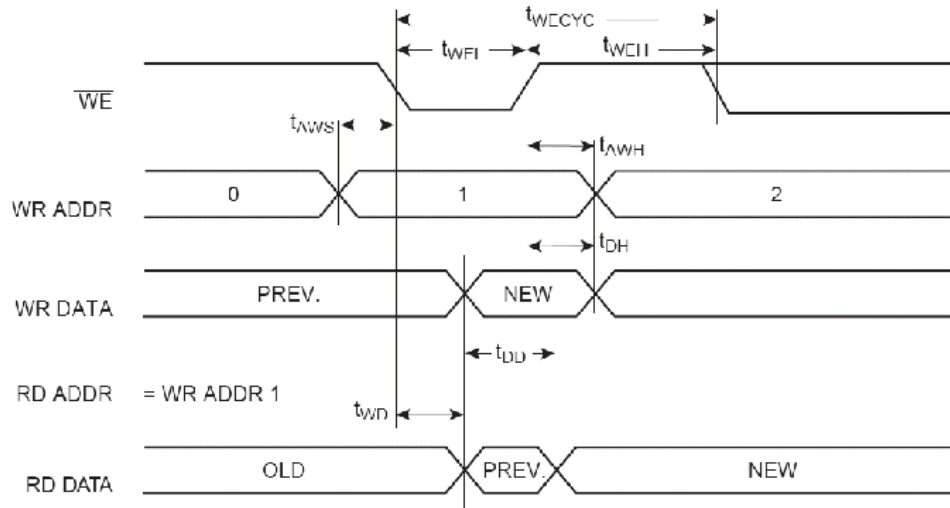 tWECYC
tWEL tWEH
WE
tAWS
tAWH
WR ADDR 0 1 2
tDH
WR DATA PREV. NEW
tDD
RD ADDR = WR ADDR 1
tWD
RD DATA OLD PREV. NEW